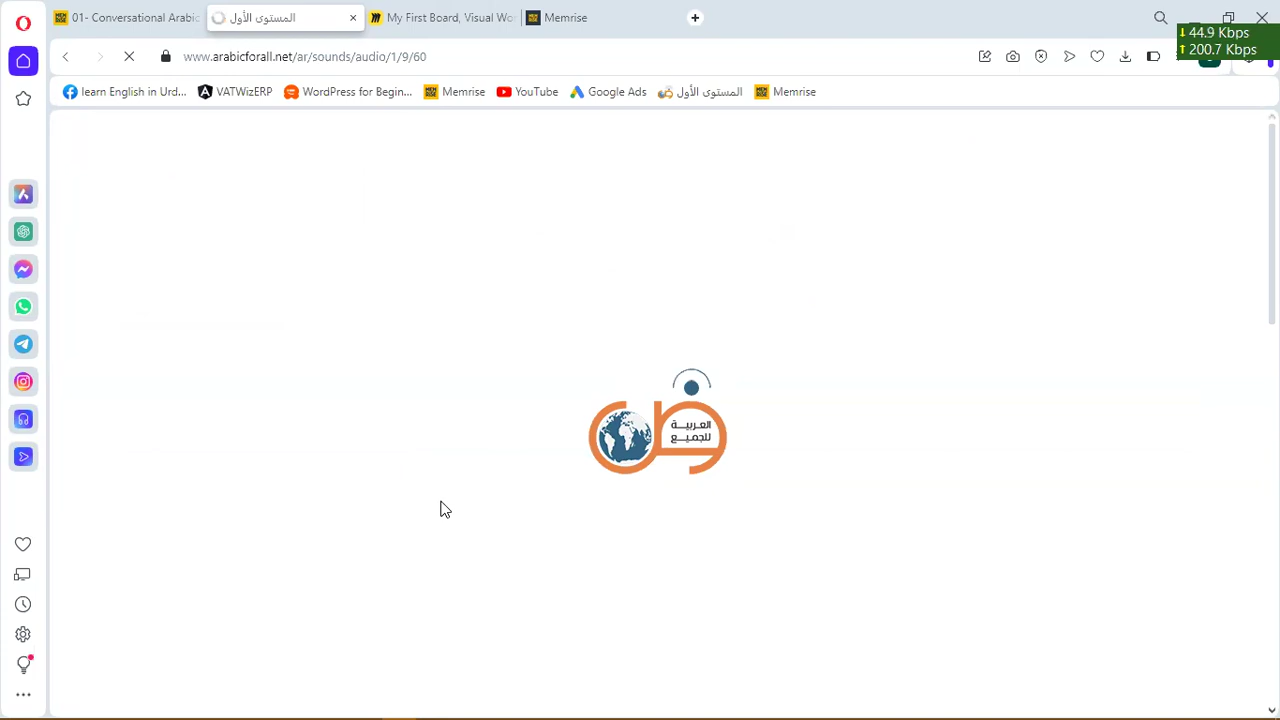 01- Conversational Arabic
المستوى الأول
My First Board, Visual Wo
Memrise
44.9 Kbps
200.7 Kbps
www.arabicforall.net/ar/sounds/audio/1/9/60
learn English in Urd...
VATWizERP
WordPress for Begin...
Memrise
YouTube
Google Ads
المستوى الأول
Memrise
العربيــة
للجميــع